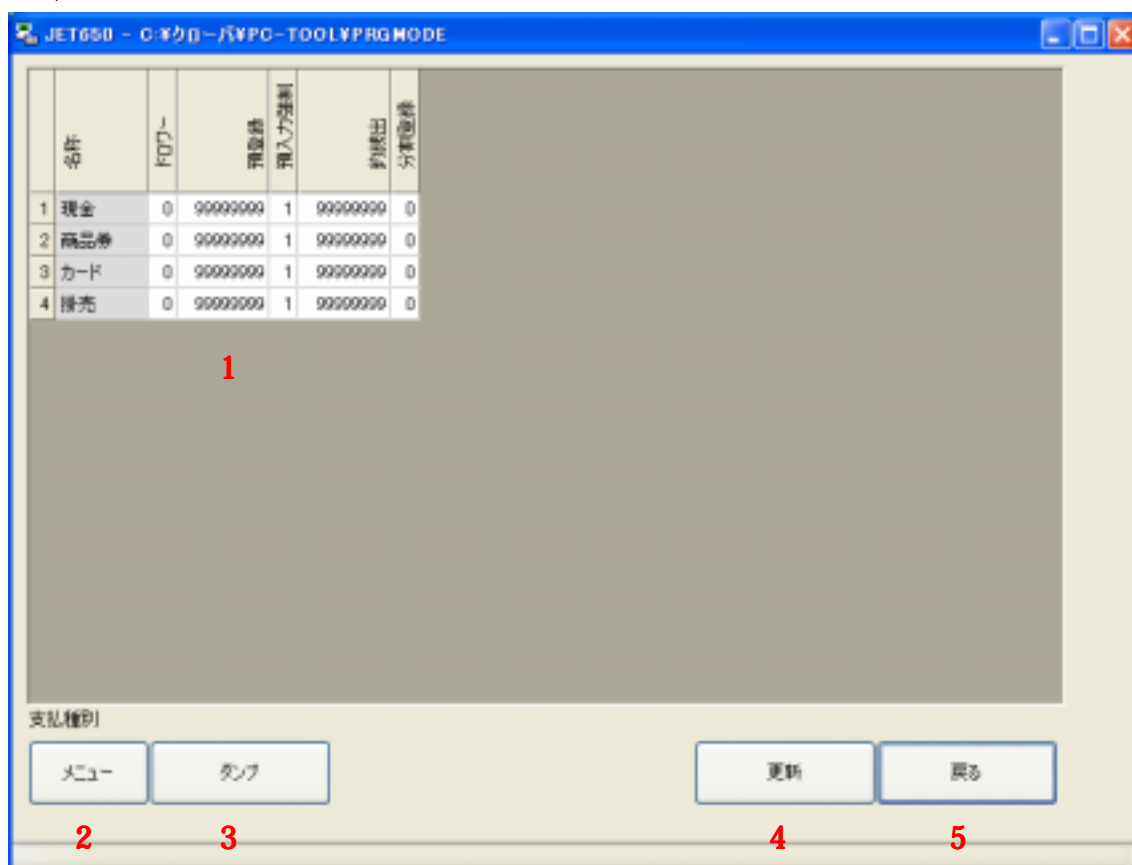 JET650 - C:¥クローバ¥PC-TOOL¥PRGMODE
名称 ドロワー 預登録 預入力強制 釣銭出 分割登録
1 現金 0 99999999 1 99999999 0
2 商品券 0 99999999 1 99999999 0
3 カード 0 99999999 1 99999999 0
4 掛売 0 99999999 1 99999999 0
1
支払種別
メニュー ダンプ 更新 戻る
2 3 4 5